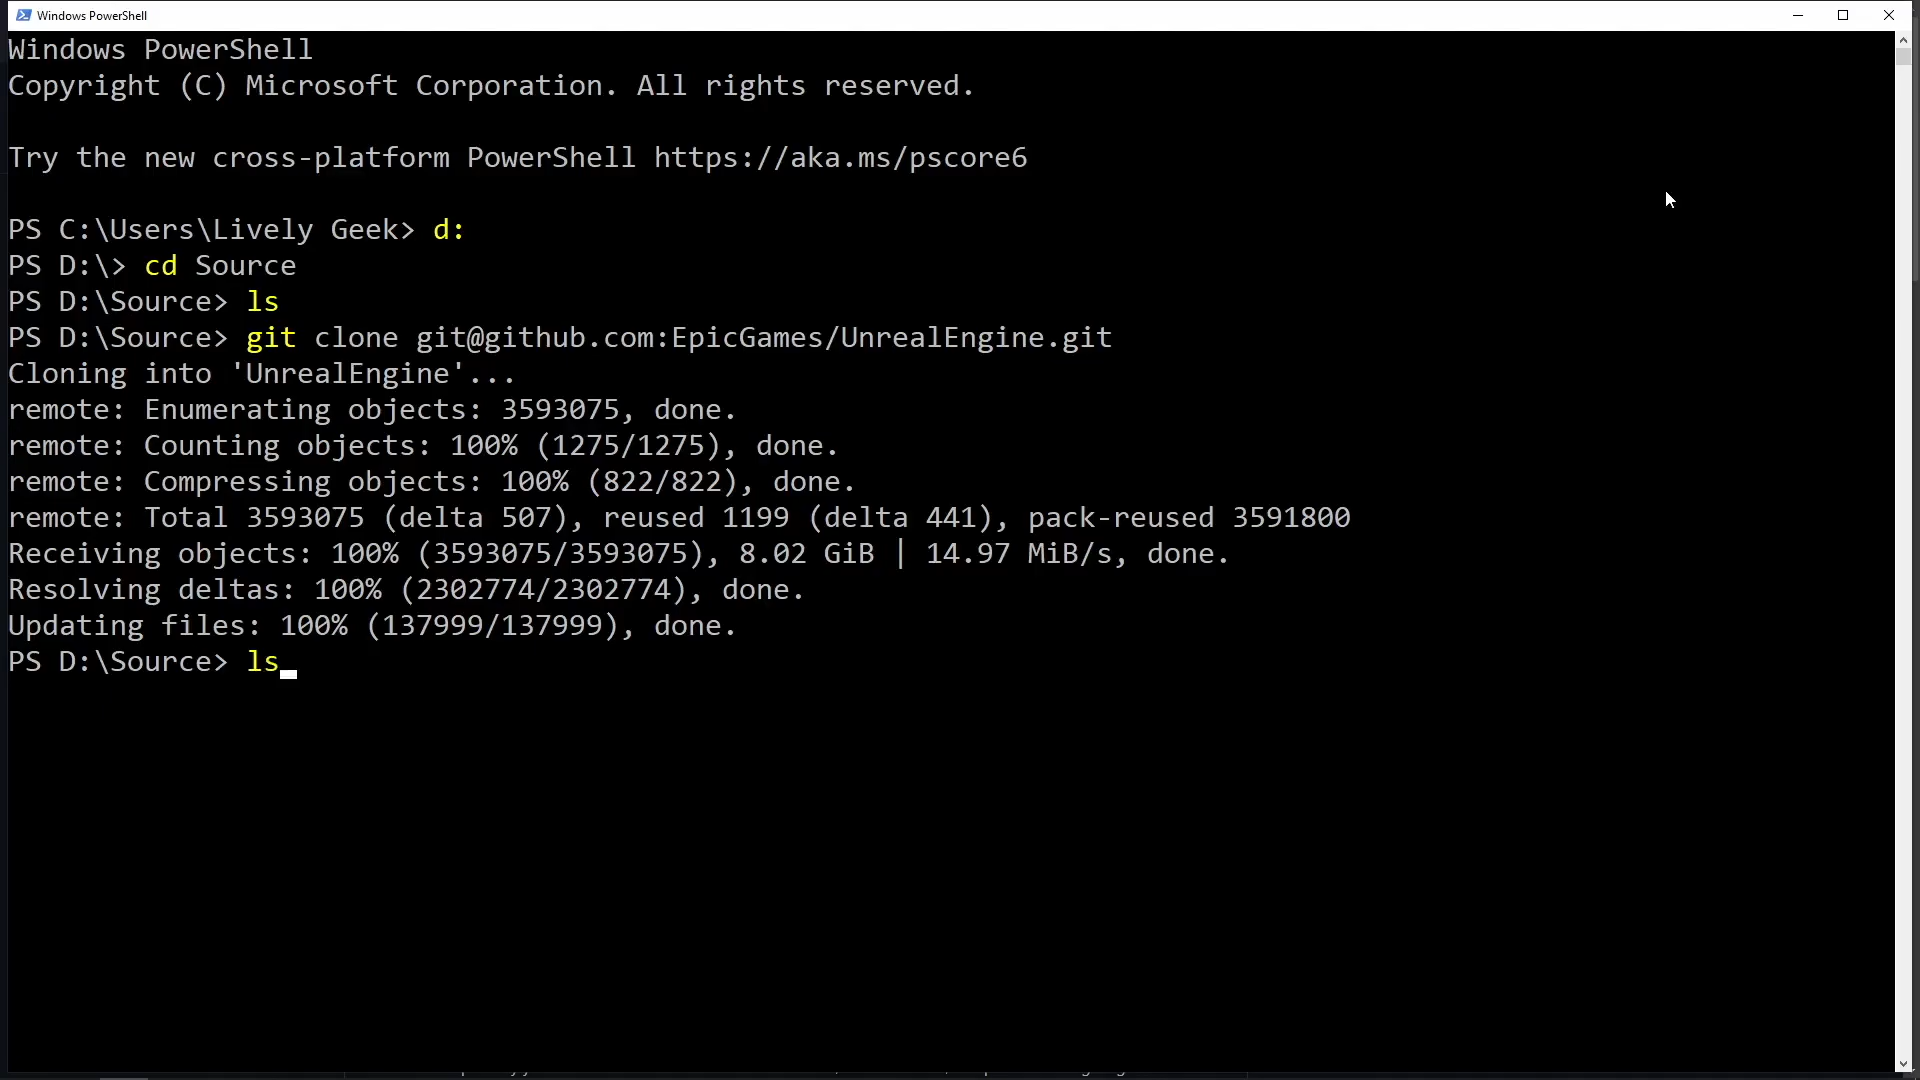 Windows PowerShell
Windows PowerShell
Copyright (C) Microsoft Corporation. All rights reserved.
Try the new cross-platform PowerShell https://aka.ms/pscore6
PS C:\Users\Lively Geek> d:
PS D:\> cd Source
PS D:\Source> ls
PS D:\Source> git clone git@github.com:EpicGames/UnrealEngine.git
Cloning into 'UnrealEngine'...
remote: Enumerating objects: 3593075, done.
remote: Counting objects: 100% (1275/1275), done.
remote: Compressing objects: 100% (822/822), done.
remote: Total 3593075 (delta 507), reused 1199 (delta 441), pack-reused 3591800
Receiving objects: 100% (3593075/3593075), 8.02 GiB | 14.97 MiB/s, done.
Resolving deltas: 100% (2302774/2302774), done.
Updating files: 100% (137999/137999), done.
PS D:\Source> ls